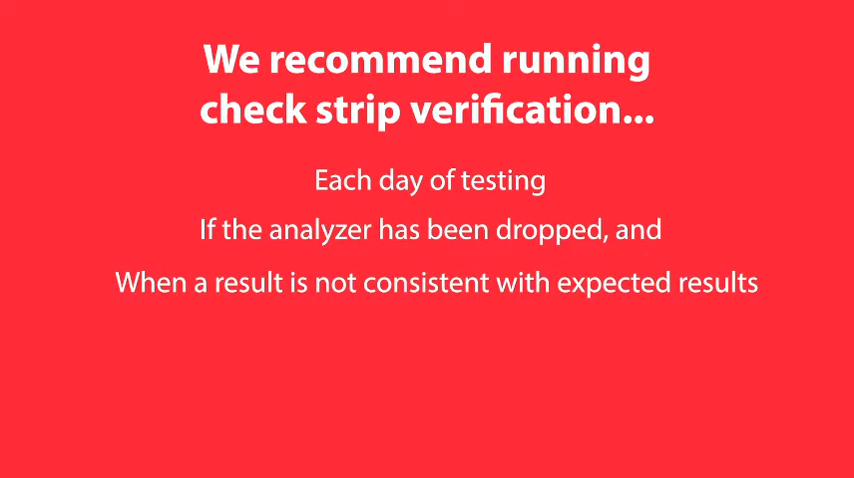 We recommend running
check strip verification...
Each day of testing
If the analyzer has been dropped, and
When a result is not consistent with expected results